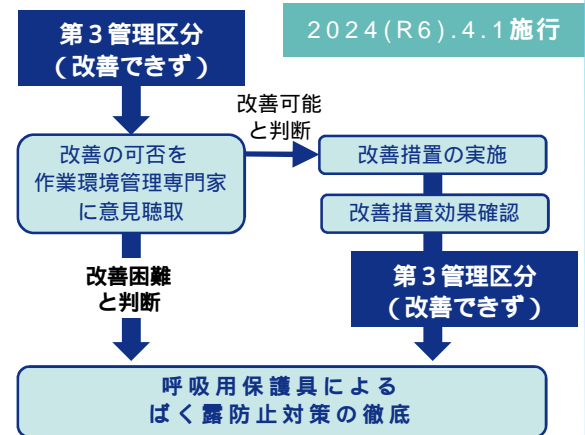 2024(R6).4.1施行
第3管理区分
(改善できず)
改善の可否を
作業環境管理専門家
に意見聴取
改善可能
と判断
改善措置の実施
改善措置効果確認
第3管理区分
(改善できず)
改善困難
と判断
呼吸用保護具による
ばく露防止対策の徹底